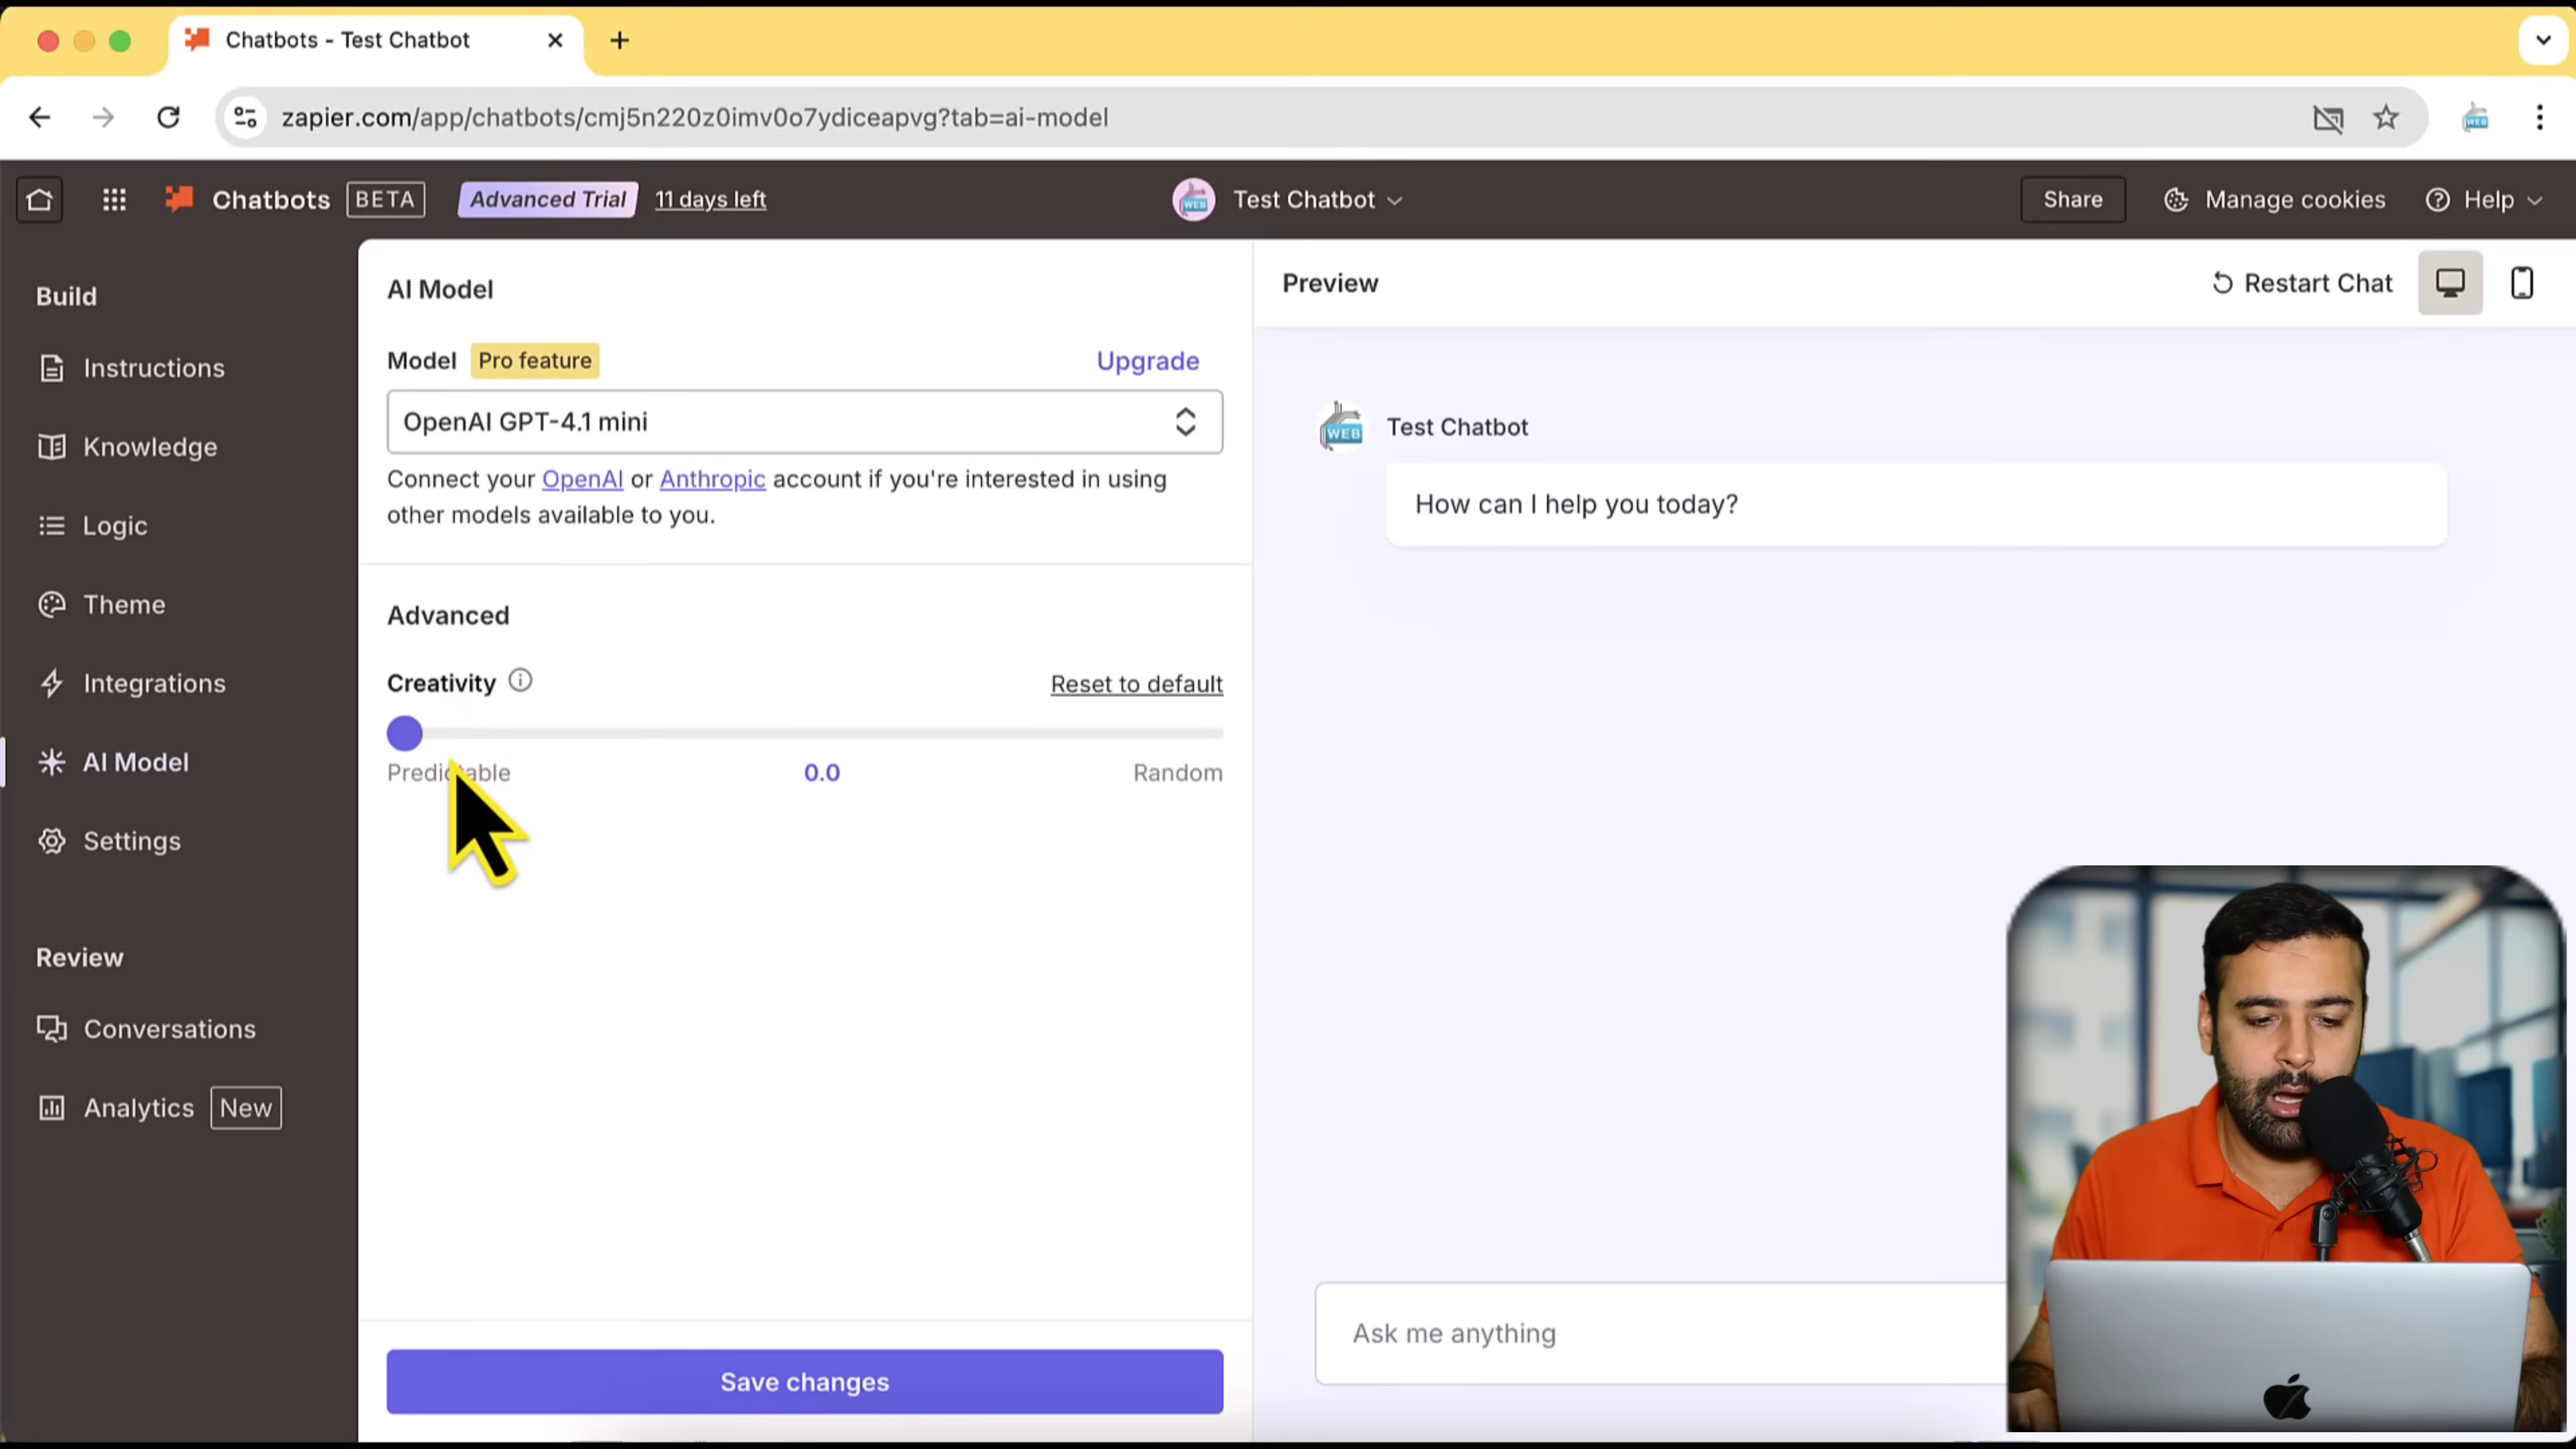 Chatbots - Test Chatbot
zapier.com/app/chatbots/cmj5n220z0imv0o7ydiceapvg?tab=ai-model
WEB
Chatbots BETA Advanced Trial 11 days left
WEB
Test Chatbot
Share Manage cookies Help
Build
Instructions
Knowledge
Logic
Theme
Integrations
AI Model
Settings
Review
Conversations
Analytics New
AI Model
Model Pro feature Upgrade
OpenAI GPT-4.1 mini
Connect your OpenAI or Anthropic account if you're interested in using
other models available to you.
Advanced
Creativity Reset to default
Predictable 0.0 Random
Save changes
Preview Restart Chat
WEB
Test Chatbot
How can I help you today?
Ask me anything